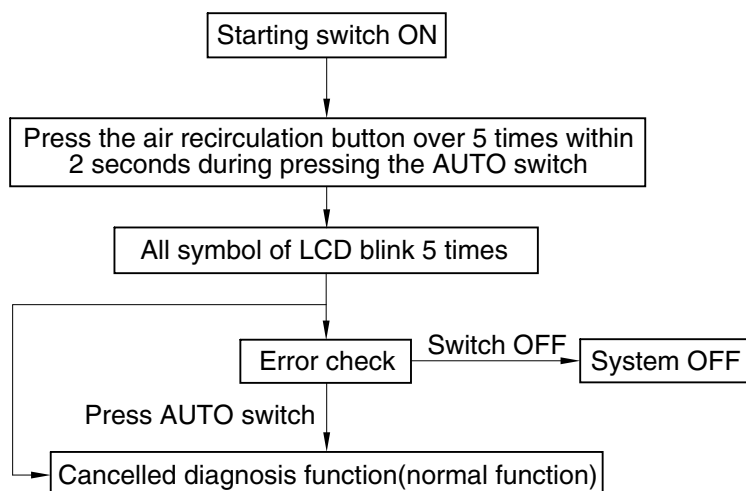 Starting switch ON
Press the air recirculation button over 5 times within
2 seconds during pressing the AUTO switch
All symbol of LCD blink 5 times
Error check
Switch OFF
System OFF
Press AUTO switch
Cancelled diagnosis function(normal function)